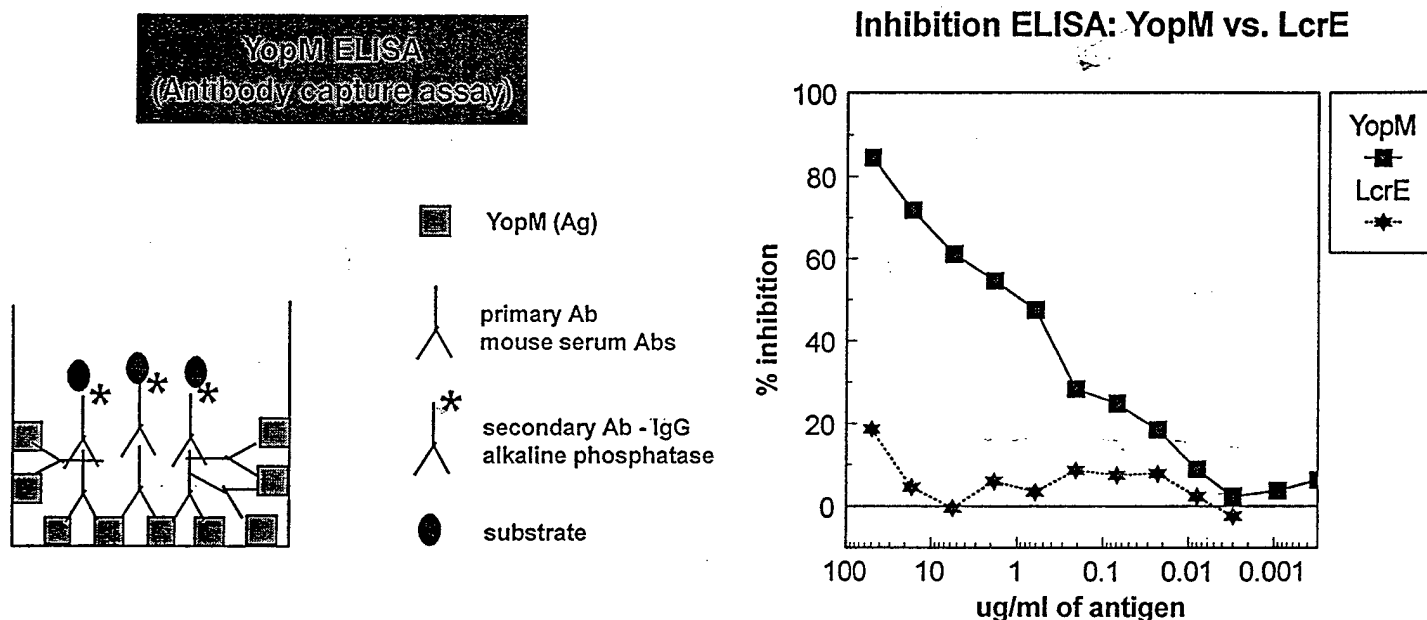 YopM ELISA
(Antibody capture assay)
YopM (Ag)
primary Ab
mouse serum Abs
*
secondary Ab - IgG
alkaline phosphatase
substrate
* * *
Inhibition ELISA: YopM vs. LcrE
% inhibition
100
80
60
40
20
0
100 10 1 0.1 0.01 0.001
ug/ml of antigen
YopM
LcrE